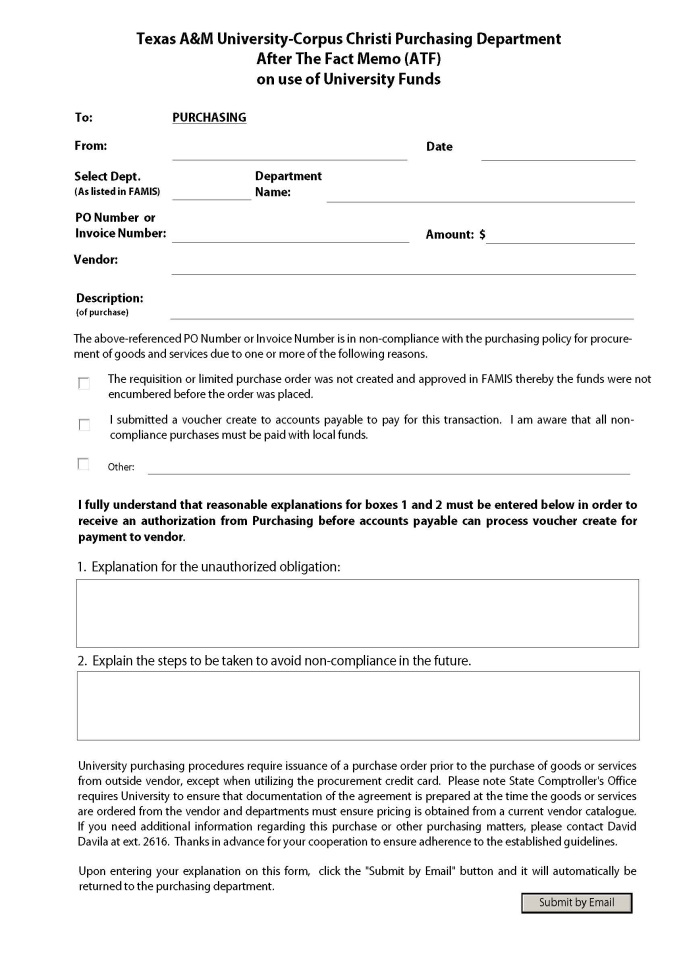 Texas A&M University-Corpus Christi Purchasing Department
After The Fact Memo (ATF)
on use of University Funds
To: PURCHASING
From: Date
Select Dept. Department
(As listed in FAMIS) Name:
PO Number or
Invoice Number: Amount: $
Vendor:
Description:
(of purchase)
The above-referenced PO Number or Invoice Number is in non-compliance with the purchasing policy for procure-
ment of goods and services due to one or more of the following reasons.
The requisition or limited purchase order was not created and approved in FAMIS thereby the funds were not
encumbered before the order was placed.
I submitted a voucher create to accounts payable to pay for this transaction. I am aware that all non-
compliance purchases must be paid with local funds.
Other:
I fully understand that reasonable explanations for boxes 1 and 2 must be entered below in order to
receive an authorization from Purchasing before accounts payable can process voucher create for
payment to vendor.
1. Explanation for the unauthorized obligation:
2. Explain the steps to be taken to avoid non-compliance in the future.
University purchasing procedures require issuance of a purchase order prior to the purchase of goods or services
from outside vendor, except when utilizing the procurement credit card. Please note State Comptroller's Office
requires University to ensure that documentation of the agreement is prepared at the time the goods or services
are ordered from the vendor and departments must ensure pricing is obtained from a current vendor catalogue.
If you need additional information regarding this purchase or other purchasing matters, please contact David
Davila at ext. 2616. Thanks in advance for your cooperation to ensure adherence to the established guidelines.
Upon entering your explanation on this form, click the "Submit by Email" button and it will automatically be
returned to the purchasing department.
Submit by Email